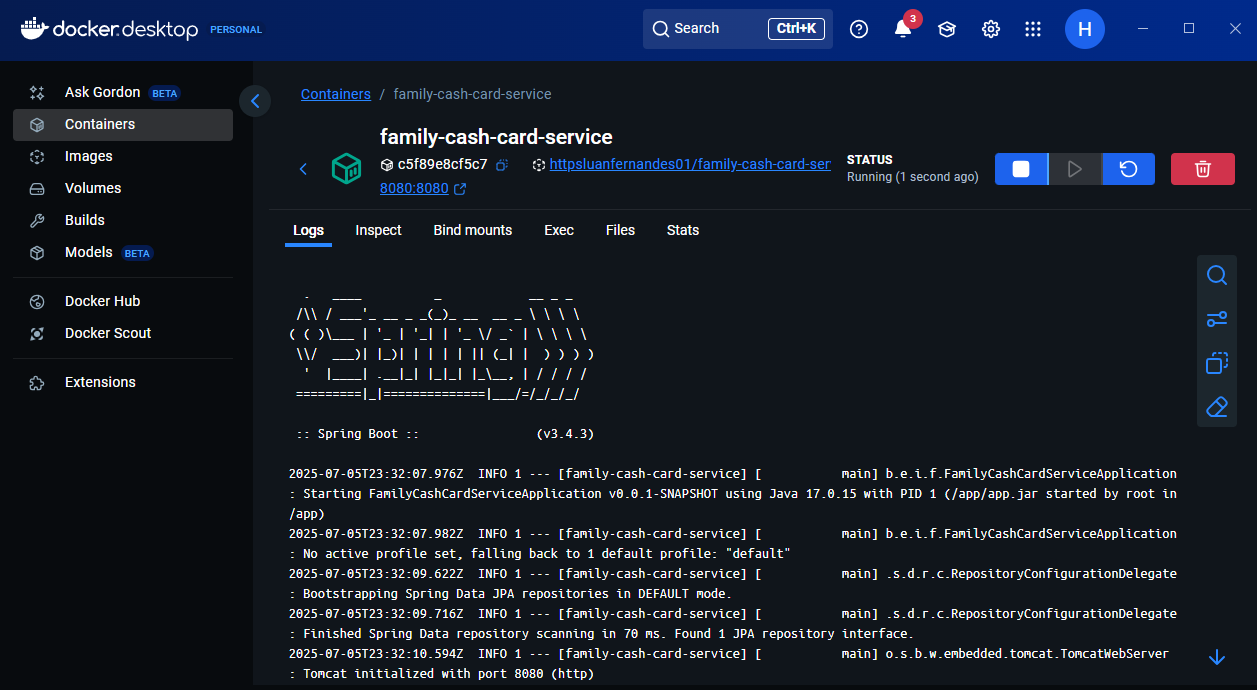 docker.desktop PERSONAL
Search Ctrl+K
3
H
Ask Gordon BETA
Containers
Images
Volumes
Builds
Models BETA
Docker Hub
Docker Scout
Extensions
Containers / family-cash-card-service
family-cash-card-service
c5f89e8cf5c7 httpsluanfernandes01/family-cash-card-ser
8080:8080
STATUS
Running (1 second ago)
Logs Inspect Bind mounts Exec Files Stats
  .   ____          _            __ _ _
 /\\ / ___'_ __ _ _(_)_ __  __ _ \ \ \ \
( ( )\___ | '_ | '_| | '_ \/ _` | \ \ \ \
 \\/  ___)| |_)| | | | | || (_| |  ) ) ) )
  '  |____| .__|_| |_|_| |_\__, | / / / /
 =========|_|==============|___/=/_/_/_/
:: Spring Boot :: (v3.4.3)
2025-07-05T23:32:07.976Z INFO 1 --- [family-cash-card-service] [ main] b.e.i.f.FamilyCashCardServiceApplication
: Starting FamilyCashCardServiceApplication v0.0.1-SNAPSHOT using Java 17.0.15 with PID 1 (/app/app.jar started by root in
/app)
2025-07-05T23:32:07.982Z INFO 1 --- [family-cash-card-service] [ main] b.e.i.f.FamilyCashCardServiceApplication
: No active profile set, falling back to 1 default profile: "default"
2025-07-05T23:32:09.622Z INFO 1 --- [family-cash-card-service] [ main] .s.d.r.c.RepositoryConfigurationDelegate
: Bootstrapping Spring Data JPA repositories in DEFAULT mode.
2025-07-05T23:32:09.716Z INFO 1 --- [family-cash-card-service] [ main] .s.d.r.c.RepositoryConfigurationDelegate
: Finished Spring Data repository scanning in 70 ms. Found 1 JPA repository interface.
2025-07-05T23:32:10.594Z INFO 1 --- [family-cash-card-service] [ main] o.s.b.w.embedded.tomcat.TomcatWebServer
: Tomcat initialized with port 8080 (http)